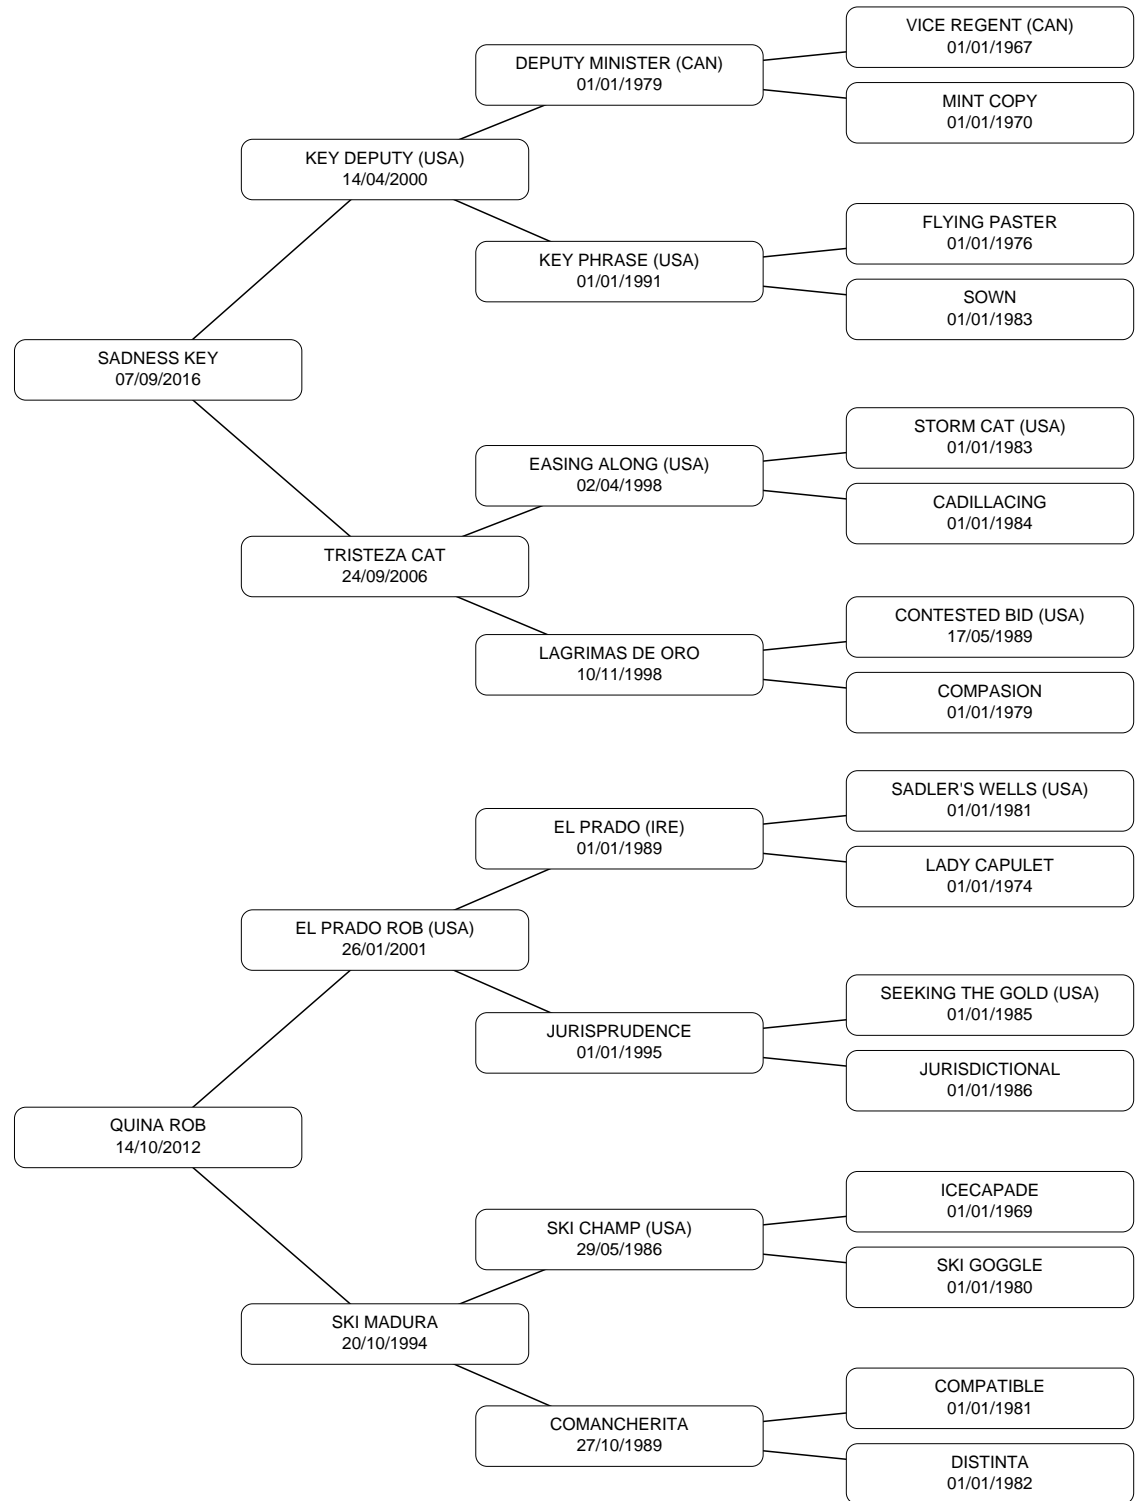 VICE REGENT (CAN)
01/01/1967
DEPUTY MINISTER (CAN)
01/01/1979
MINT COPY
01/01/1970
KEY DEPUTY (USA)
14/04/2000
FLYING PASTER
01/01/1976
KEY PHRASE (USA)
01/01/1991
SOWN
01/01/1983
SADNESS KEY
07/09/2016
STORM CAT (USA)
01/01/1983
EASING ALONG (USA)
02/04/1998
CADILLACING
01/01/1984
TRISTEZA CAT
24/09/2006
CONTESTED BID (USA)
17/05/1989
LAGRIMAS DE ORO
10/11/1998
COMPASION
01/01/1979
SADLER'S WELLS (USA)
01/01/1981
EL PRADO (IRE)
01/01/1989
LADY CAPULET
01/01/1974
EL PRADO ROB (USA)
26/01/2001
SEEKING THE GOLD (USA)
01/01/1985
JURISPRUDENCE
01/01/1995
JURISDICTIONAL
01/01/1986
QUINA ROB
14/10/2012
ICECAPADE
01/01/1969
SKI CHAMP (USA)
29/05/1986
SKI GOGGLE
01/01/1980
SKI MADURA
20/10/1994
COMPATIBLE
01/01/1981
COMANCHERITA
27/10/1989
DISTINTA
01/01/1982